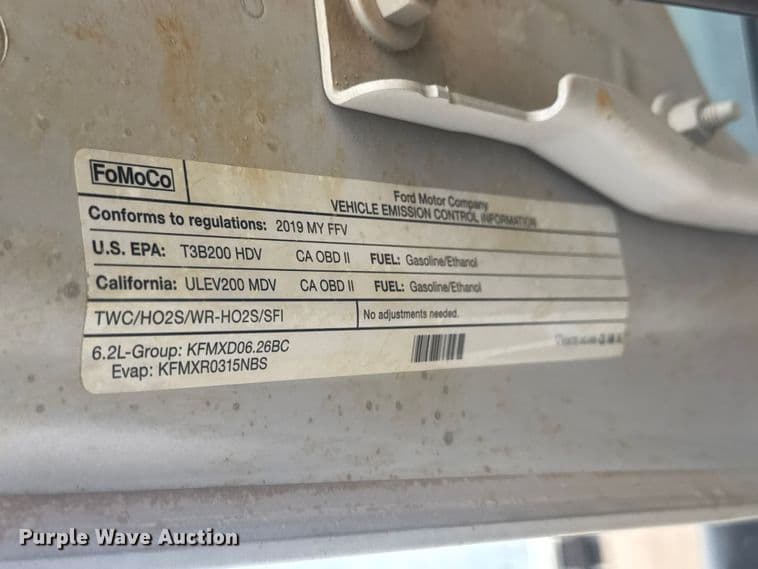 FoMoCo
Ford Motor Company
VEHICLE EMISSION CONTROL INFORMATION
Conforms to regulations: 2019 MY FFV
U.S. EPA: T3B200 HDV CA OBD II FUEL: Gasoline/Ethanol
California: ULEV200 MDV CA OBD II FUEL: Gasoline/Ethanol
TWC/HO2S/WR-HO2S/SFI No adjustments needed.
6.2L-Group: KFMXD06.26BC
Evap: KFMXR0315NBS
Purple Wave Auction